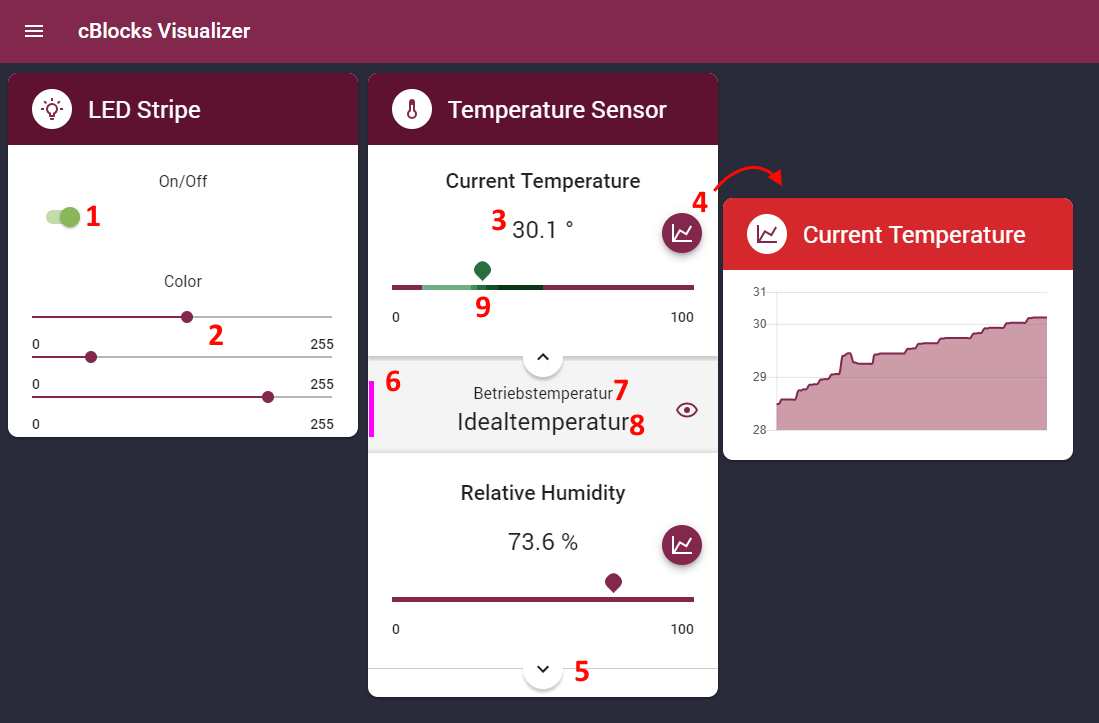 cBlocks Visualizer
LED Stripe
On/Off
1
Color
2
0 255
0 255
0 255
Temperature Sensor
Current Temperature
3 30.1 °
4
9
0 100
6
Betriebstemperatur 7
Idealtemperatur 8
Relative Humidity
73.6 %
0 100
5
Current Temperature
31
30
29
28